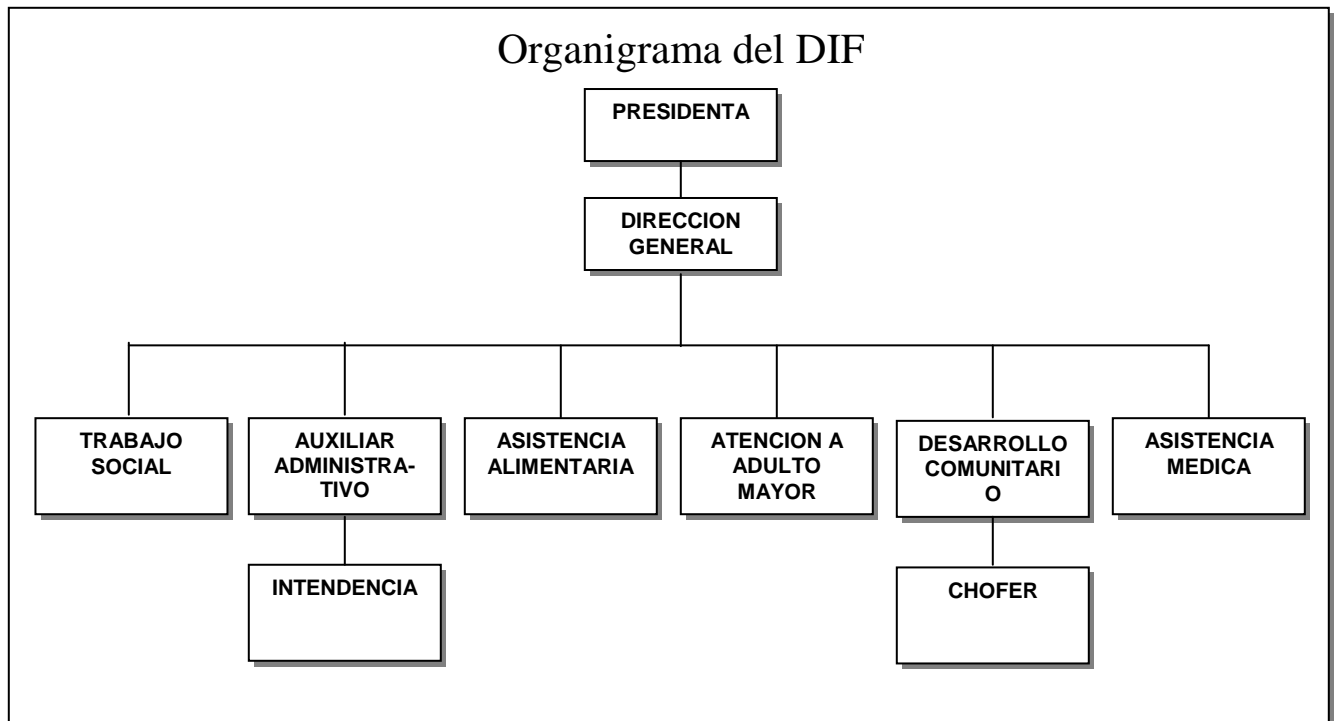 Organigrama del DIF
PRESIDENTA
DIRECCION
GENERAL
TRABAJO
SOCIAL
AUXILIAR
ADMINISTRA-
TIVO
ASISTENCIA
ALIMENTARIA
ATENCION A
ADULTO
MAYOR
DESARROLLO
COMUNITARI
O
ASISTENCIA
MEDICA
INTENDENCIA
CHOFER